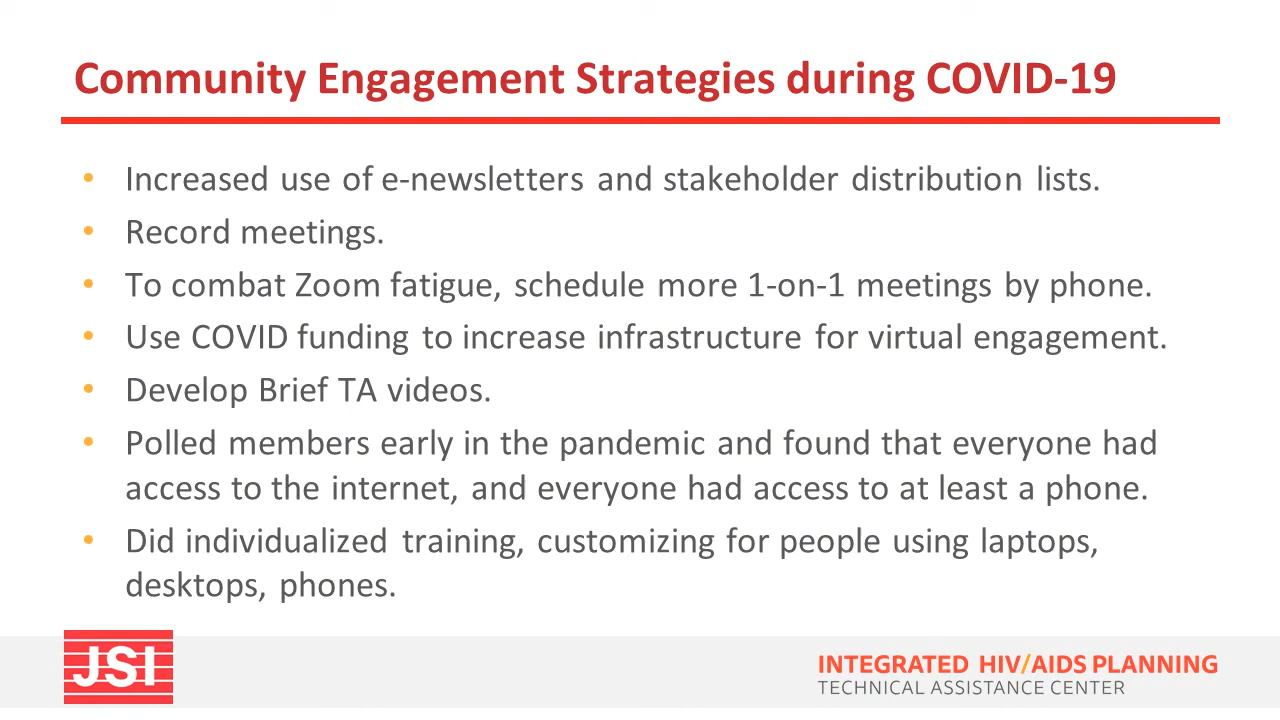 Community Engagement Strategies during COVID-19
• Increased use of e-newsletters and stakeholder distribution lists.
• Record meetings.
• To combat Zoom fatigue, schedule more 1-on-1 meetings by phone.
• Use COVID funding to increase infrastructure for virtual engagement.
• Develop Brief TA videos.
• Polled members early in the pandemic and found that everyone had
access to the internet, and everyone had access to at least a phone.
• Did individualized training, customizing for people using laptops,
desktops, phones.
JSI
INTEGRATED HIV/AIDS PLANNING
TECHNICAL ASSISTANCE CENTER